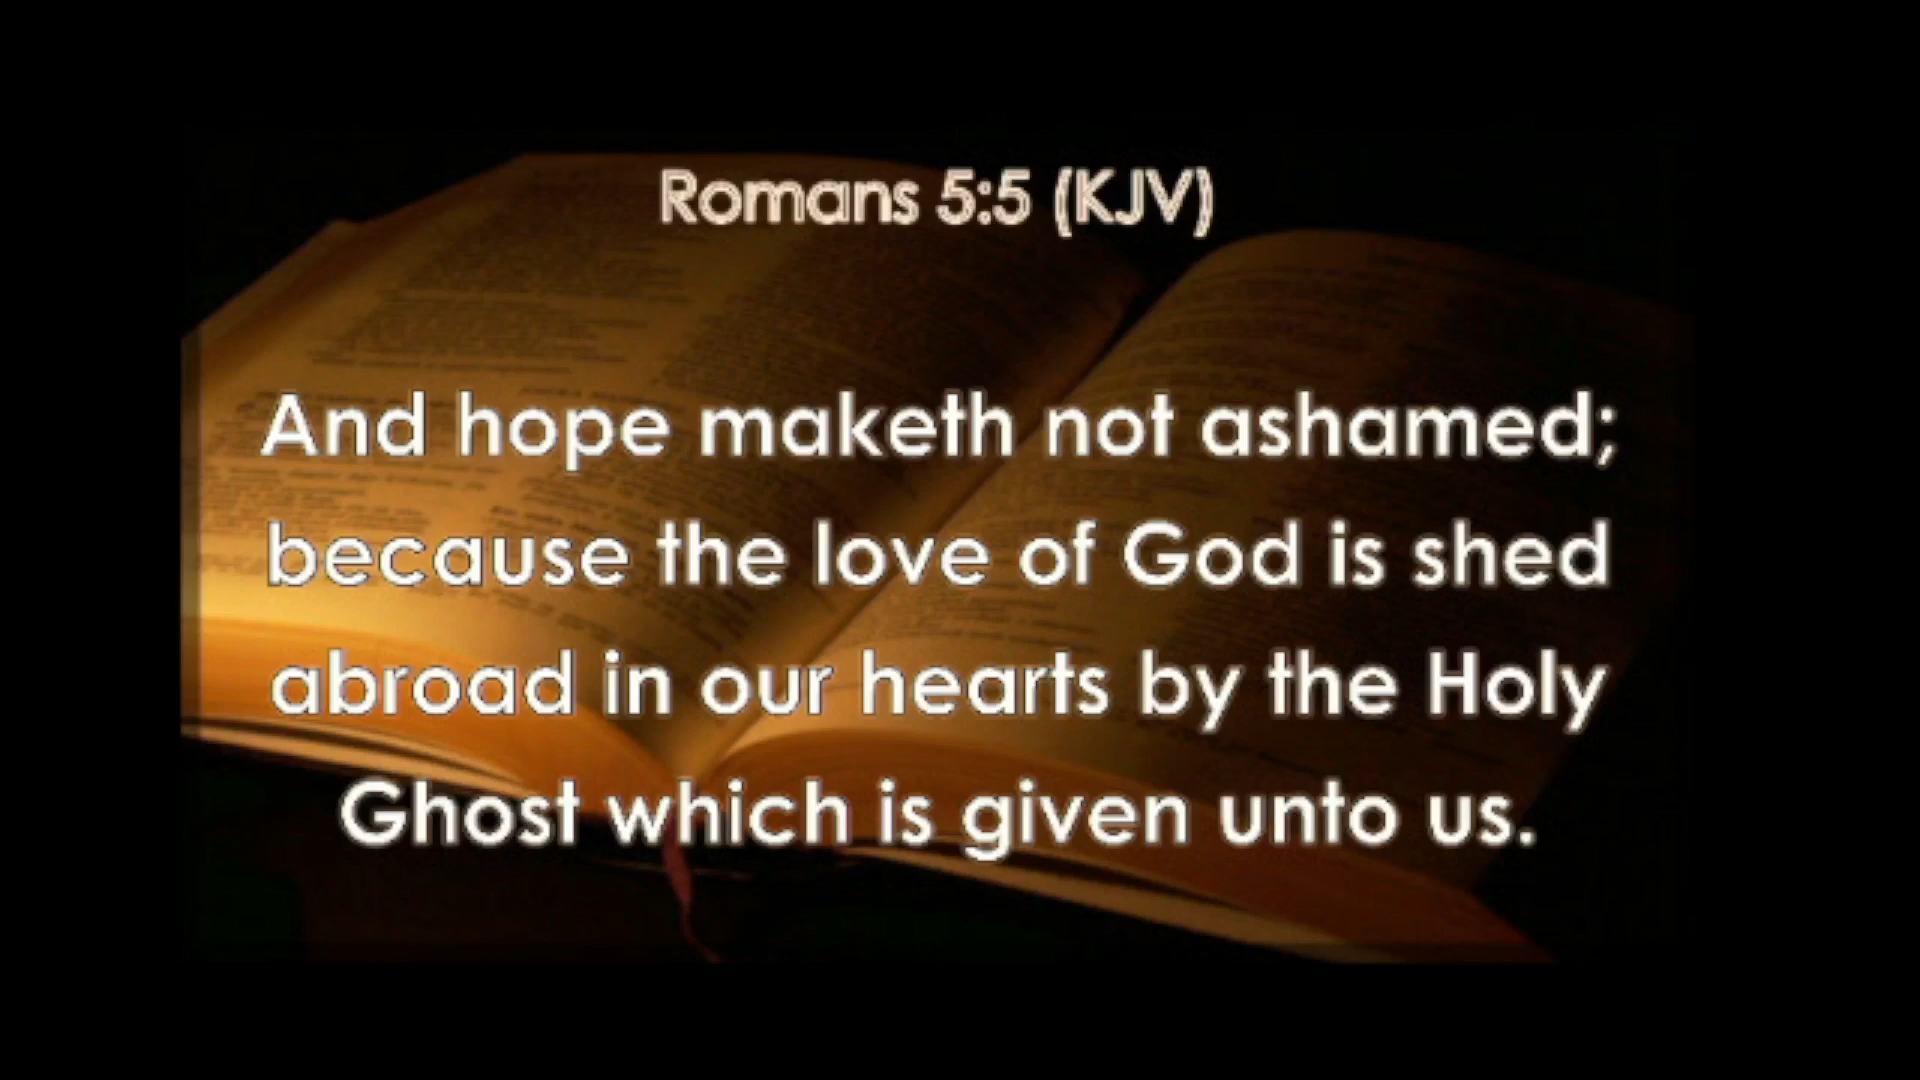 Romans 5:5 (KJV)
And hope maketh not ashamed;
because the love of God is shed
abroad in our hearts by the Holy
Ghost which is given unto us.